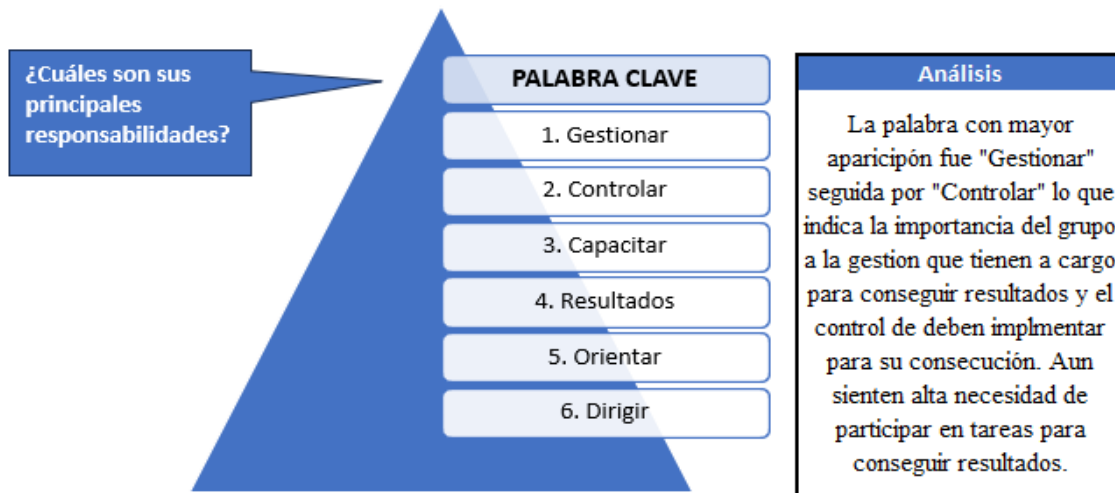 ¿Cuáles son sus
principales
responsabilidades?
PALABRA CLAVE
1. Gestionar
2. Controlar
3. Capacitar
4. Resultados
5. Orientar
6. Dirigir
Análisis
La palabra con mayor
aparicipón fue "Gestionar"
seguida por "Controlar" lo que
indica la importancia del grupo
a la gestion que tienen a cargo
para conseguir resultados y el
control de deben implmentar
para su consecución. Aun
sienten alta necesidad de
participar en tareas para
conseguir resultados.